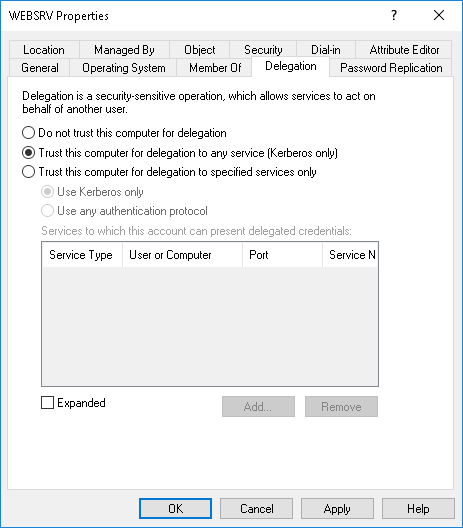 WEBSRV Properties
?
Location Managed By Object Security Dial-in Attribute Editor
General Operating System Member Of Delegation Password Replication
Delegation is a security-sensitive operation, which allows services to act on
behalf of another user.
Do not trust this computer for delegation
Trust this computer for delegation to any service (Kerberos only)
Trust this computer for delegation to specified services only
Use Kerberos only
Use any authentication protocol
Services to which this account can present delegated credentials:
Service Type User or Computer Port Service N
Expanded Add... Remove
OK Cancel Apply Help